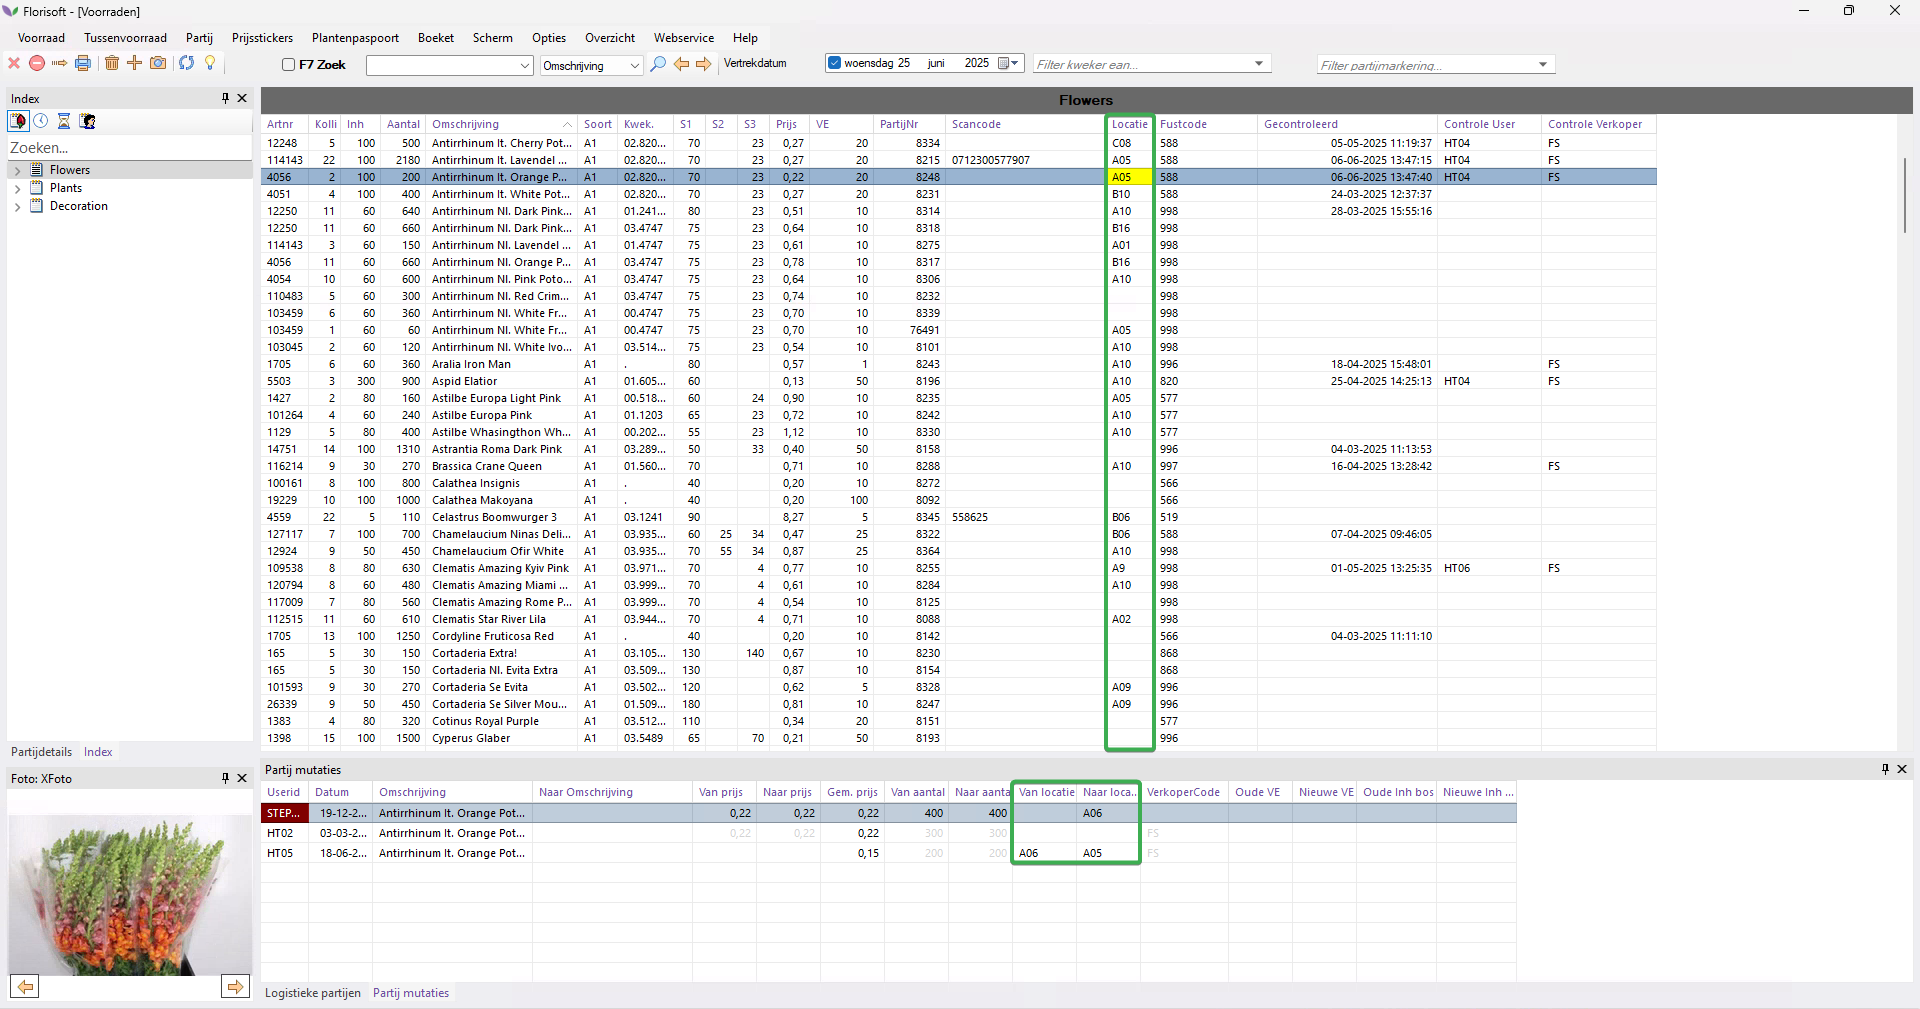 Florisoft - [Voorraden]
Voorraad Tussenvoorraad Partij Prijsstickers Plantenpaspoort Boeket Scherm Opties Overzicht Webservice Help
F7 Zoek Omschrijving Vertrekdatum woensdag 25 juni 2025 Filter kweker ean... Filter partijmarkering...
Index
Zoeken...
Flowers
Plants
Decoration
Partijdetails Index
Foto: XFoto
Flowers
Artnr Kolli Inh Aantal Omschrijving Soort Kwek. S1 S2 S3 Prijs VE PartijNr Scancode Locatie Fustcode Gecontroleerd Controle User Controle Verkoper
12248 5 100 500 Antirrhinum It. Cherry Pot... A1 02.820... 70 23 0,27 20 8334 C08 588 05-05-2025 11:19:37 HT04 FS
114143 22 100 2180 Antirrhinum It. Lavendel ... A1 02.820... 70 23 0,27 20 8215 0712300577907 A05 588 06-06-2025 13:47:15 HT04 FS
4056 2 100 200 Antirrhinum It. Orange P... A1 02.820... 70 23 0,22 20 8248 A05 588 06-06-2025 13:47:40 HT04 FS
4051 4 100 400 Antirrhinum It. White Pot... A1 02.820... 70 23 0,27 20 8231 B10 588 24-03-2025 12:37:37
12250 11 60 640 Antirrhinum Nl. Dark Pink... A1 01.241... 80 23 0,51 10 8314 A10 998 28-03-2025 15:55:16
12250 11 60 660 Antirrhinum Nl. Dark Pink... A1 03.4747 75 23 0,64 10 8318 B16 998
114143 3 60 150 Antirrhinum Nl. Lavendel ... A1 01.4747 75 23 0,61 10 8275 A01 998
4056 11 60 660 Antirrhinum Nl. Orange P... A1 03.4747 75 23 0,78 10 8317 B16 998
4054 10 60 600 Antirrhinum Nl. Pink Poto... A1 03.4747 75 23 0,64 10 8306 A10 998
110483 5 60 300 Antirrhinum Nl. Red Crim... A1 03.4747 75 23 0,74 10 8232 998
103459 6 60 360 Antirrhinum Nl. White Fr... A1 00.4747 75 23 0,70 10 8339 998
103459 1 60 60 Antirrhinum Nl. White Fr... A1 00.4747 75 23 0,70 10 76491 A05 998
103045 2 60 120 Antirrhinum Nl. White Ivo... A1 03.514... 75 23 0,54 10 8101 A10 998
1705 6 60 360 Aralia Iron Man A1 . 80 0,57 1 8243 A10 996 18-04-2025 15:48:01 FS
5503 3 300 900 Aspid Elatior A1 01.605... 60 0,13 50 8196 A10 820 25-04-2025 14:25:13 HT04 FS
1427 2 80 160 Astilbe Europa Light Pink A1 00.518... 60 24 0,90 10 8235 A05 577
101264 4 60 240 Astilbe Europa Pink A1 01.1203 65 23 0,72 10 8242 A10 577
1129 5 80 400 Astilbe Whasingthon Wh... A1 00.202... 55 23 1,12 10 8330 A10 577
14751 14 100 1310 Astrantia Roma Dark Pink A1 03.289... 50 33 0,40 50 8158 996 04-03-2025 11:13:53
116214 9 30 270 Brassica Crane Queen A1 01.560... 70 0,71 10 8288 A10 997 16-04-2025 13:28:42 FS
100161 8 100 800 Calathea Insignis A1 . 40 0,20 10 8272 566
19229 10 100 1000 Calathea Makoyana A1 . 40 0,20 100 8092 566
4559 22 5 110 Celastrus Boomwurger 3 A1 03.1241 90 8,27 5 8345 558625 B06 519
127117 7 100 700 Chamelaucium Ninas Deli... A1 03.935... 60 25 34 0,47 25 8322 B06 588 07-04-2025 09:46:05
12924 9 50 450 Chamelaucium Ofir White A1 03.935... 70 55 34 0,87 25 8364 A10 998
109538 8 80 630 Clematis Amazing Kyiv Pink A1 03.971... 70 4 0,77 10 8255 A9 998 01-05-2025 13:25:35 HT06 FS
120794 8 60 480 Clematis Amazing Miami ... A1 03.999... 70 4 0,61 10 8284 A10 998
117009 7 80 560 Clematis Amazing Rome P... A1 03.999... 70 4 0,54 10 8125 998
112515 11 60 610 Clematis Star River Lila A1 03.944... 70 4 0,71 10 8088 A02 998
1705 13 100 1250 Cordyline Fruticosa Red A1 . 40 0,20 10 8142 566 04-03-2025 11:11:10
165 5 30 150 Cortaderia Extra! A1 03.105... 130 140 0,67 10 8230 868
165 5 30 150 Cortaderia Nl. Evita Extra A1 03.509... 130 0,87 10 8154 868
101593 9 30 270 Cortaderia Se Evita A1 03.502... 120 0,62 5 8328 A09 996
26339 9 50 450 Cortaderia Se Silver Mou... A1 01.509... 180 0,81 10 8247 A09 996
1383 4 80 320 Cotinus Royal Purple A1 03.512... 110 0,34 20 8151 577
1398 15 100 1500 Cyperus Glaber A1 03.5489 65 70 0,21 50 8193 996
Partij mutaties
Userid Datum Omschrijving Naar Omschrijving Van prijs Naar prijs Gem. prijs Van aantal Naar aanta Van locatie Naar loca... VerkoperCode Oude VE Nieuwe VE Oude Inh bos Nieuwe Inh ...
STEP... 19-12-2... Antirrhinum It. Orange Pot... 0,22 0,22 0,22 400 400 A06
HT02 03-03-2... Antirrhinum It. Orange Pot... 0,22 0,22 0,22 300 300 FS
HT05 18-06-2... Antirrhinum It. Orange Pot... 0,15 200 200 A06 A05 FS
Logistieke partijen Partij mutaties